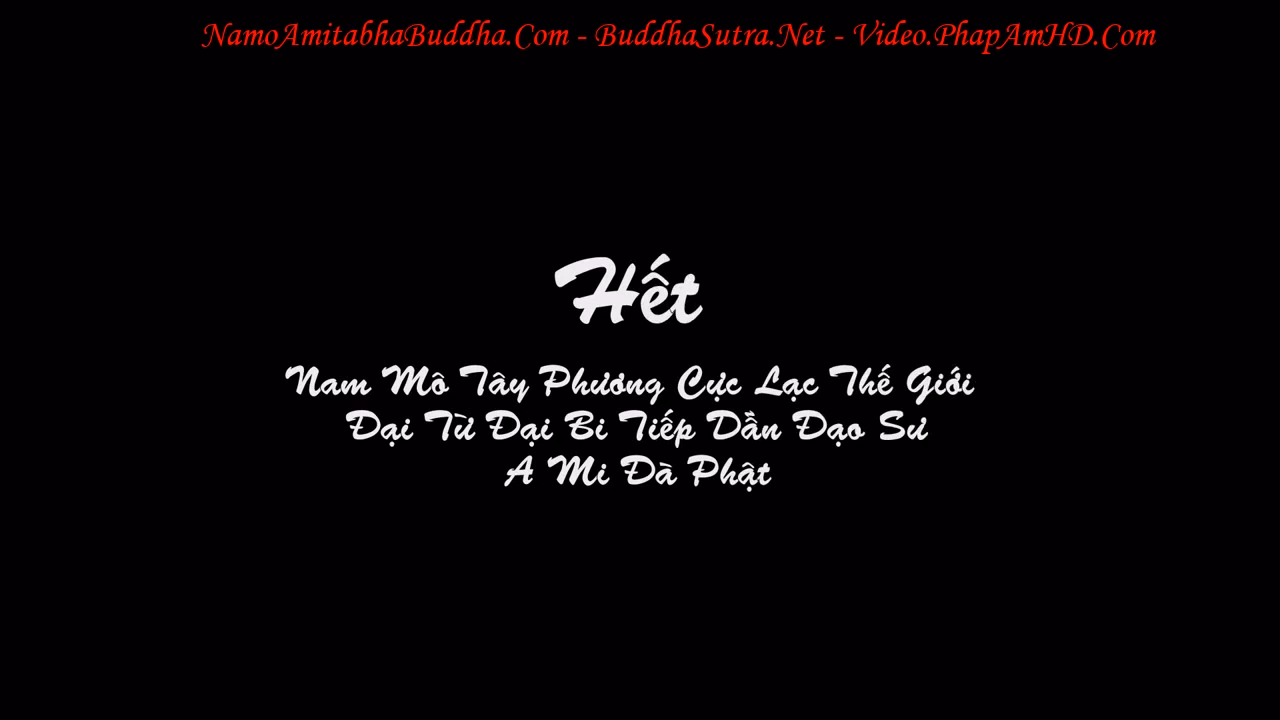 NamoAmitabhaBuddha.Com - BuddhaSutra.Net - Video.PhapAmHD.Com
Hết
Nam Mô Tây Phương Cực Lạc Thế Giới
Đại Từ Đại Bi Tiếp Dần Đạo Sư
A Mi Đà Phật